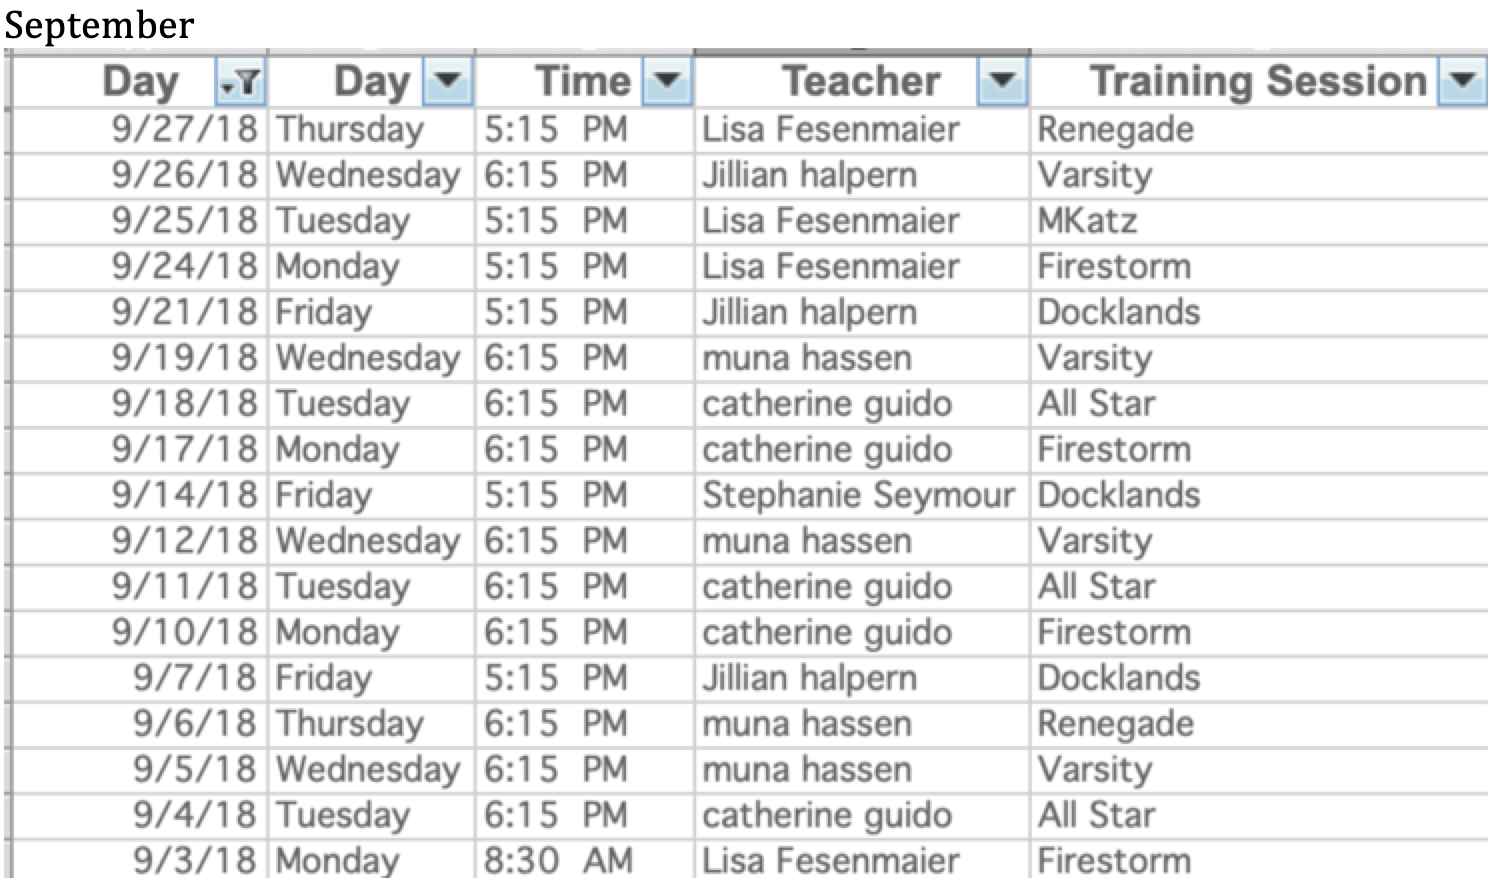 September
Day Day Time Teacher Training Session
9/27/18 Thursday 5:15 PM Lisa Fesenmaier Renegade
9/26/18 Wednesday 6:15 PM Jillian halpern Varsity
9/25/18 Tuesday 5:15 PM Lisa Fesenmaier MKatz
9/24/18 Monday 5:15 PM Lisa Fesenmaier Firestorm
9/21/18 Friday 5:15 PM Jillian halpern Docklands
9/19/18 Wednesday 6:15 PM muna hassen Varsity
9/18/18 Tuesday 6:15 PM catherine guido All Star
9/17/18 Monday 6:15 PM catherine guido Firestorm
9/14/18 Friday 5:15 PM Stephanie Seymour Docklands
9/12/18 Wednesday 6:15 PM muna hassen Varsity
9/11/18 Tuesday 6:15 PM catherine guido All Star
9/10/18 Monday 6:15 PM catherine guido Firestorm
9/7/18 Friday 5:15 PM Jillian halpern Docklands
9/6/18 Thursday 6:15 PM muna hassen Renegade
9/5/18 Wednesday 6:15 PM muna hassen Varsity
9/4/18 Tuesday 6:15 PM catherine guido All Star
9/3/18 Monday 8:30 AM Lisa Fesenmaier Firestorm